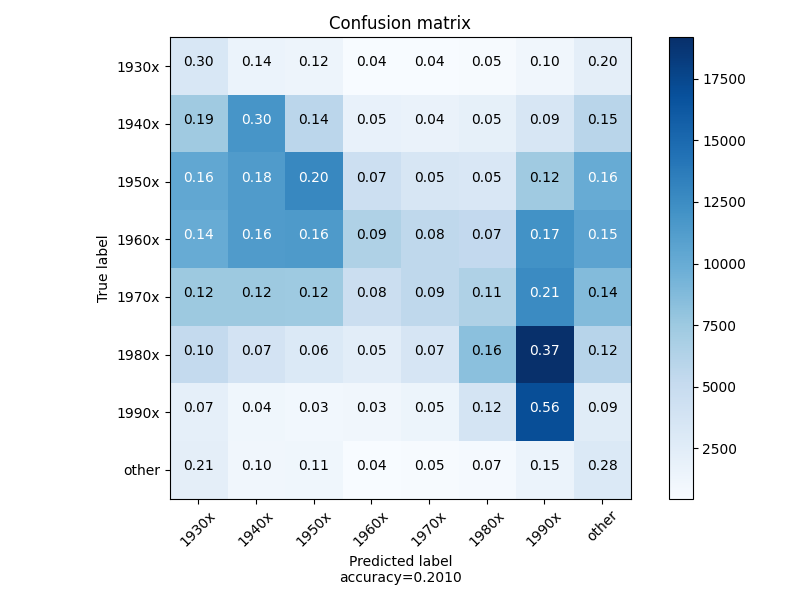 Confusion matrix
1930x 0.30 0.14 0.12 0.04 0.04 0.05 0.10 0.20
1940x 0.19 0.30 0.14 0.05 0.04 0.05 0.09 0.15
1950x 0.16 0.18 0.20 0.07 0.05 0.05 0.12 0.16
1960x 0.14 0.16 0.16 0.09 0.08 0.07 0.17 0.15
1970x 0.12 0.12 0.12 0.08 0.09 0.11 0.21 0.14
1980x 0.10 0.07 0.06 0.05 0.07 0.16 0.37 0.12
1990x 0.07 0.04 0.03 0.03 0.05 0.12 0.56 0.09
other 0.21 0.10 0.11 0.04 0.05 0.07 0.15 0.28
True label
1930x 1940x 1950x 1960x 1970x 1980x 1990x other
Predicted label
accuracy=0.2010
17500
15000
12500
10000
7500
5000
2500